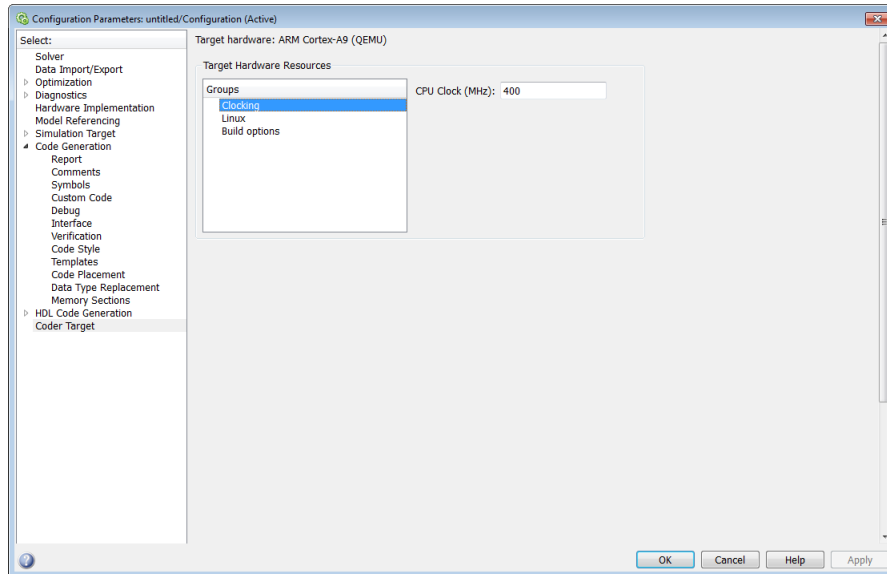 Configuration Parameters: untitled/Configuration (Active)
Select:
Solver
Data Import/Export
Optimization
Diagnostics
Hardware Implementation
Model Referencing
Simulation Target
Code Generation
Report
Comments
Symbols
Custom Code
Debug
Interface
Verification
Code Style
Templates
Code Placement
Data Type Replacement
Memory Sections
HDL Code Generation
Coder Target
Target hardware: ARM Cortex-A9 (QEMU)
Target Hardware Resources
Groups
Clocking
Linux
Build options
CPU Clock (MHz): 400
OK Cancel Help Apply